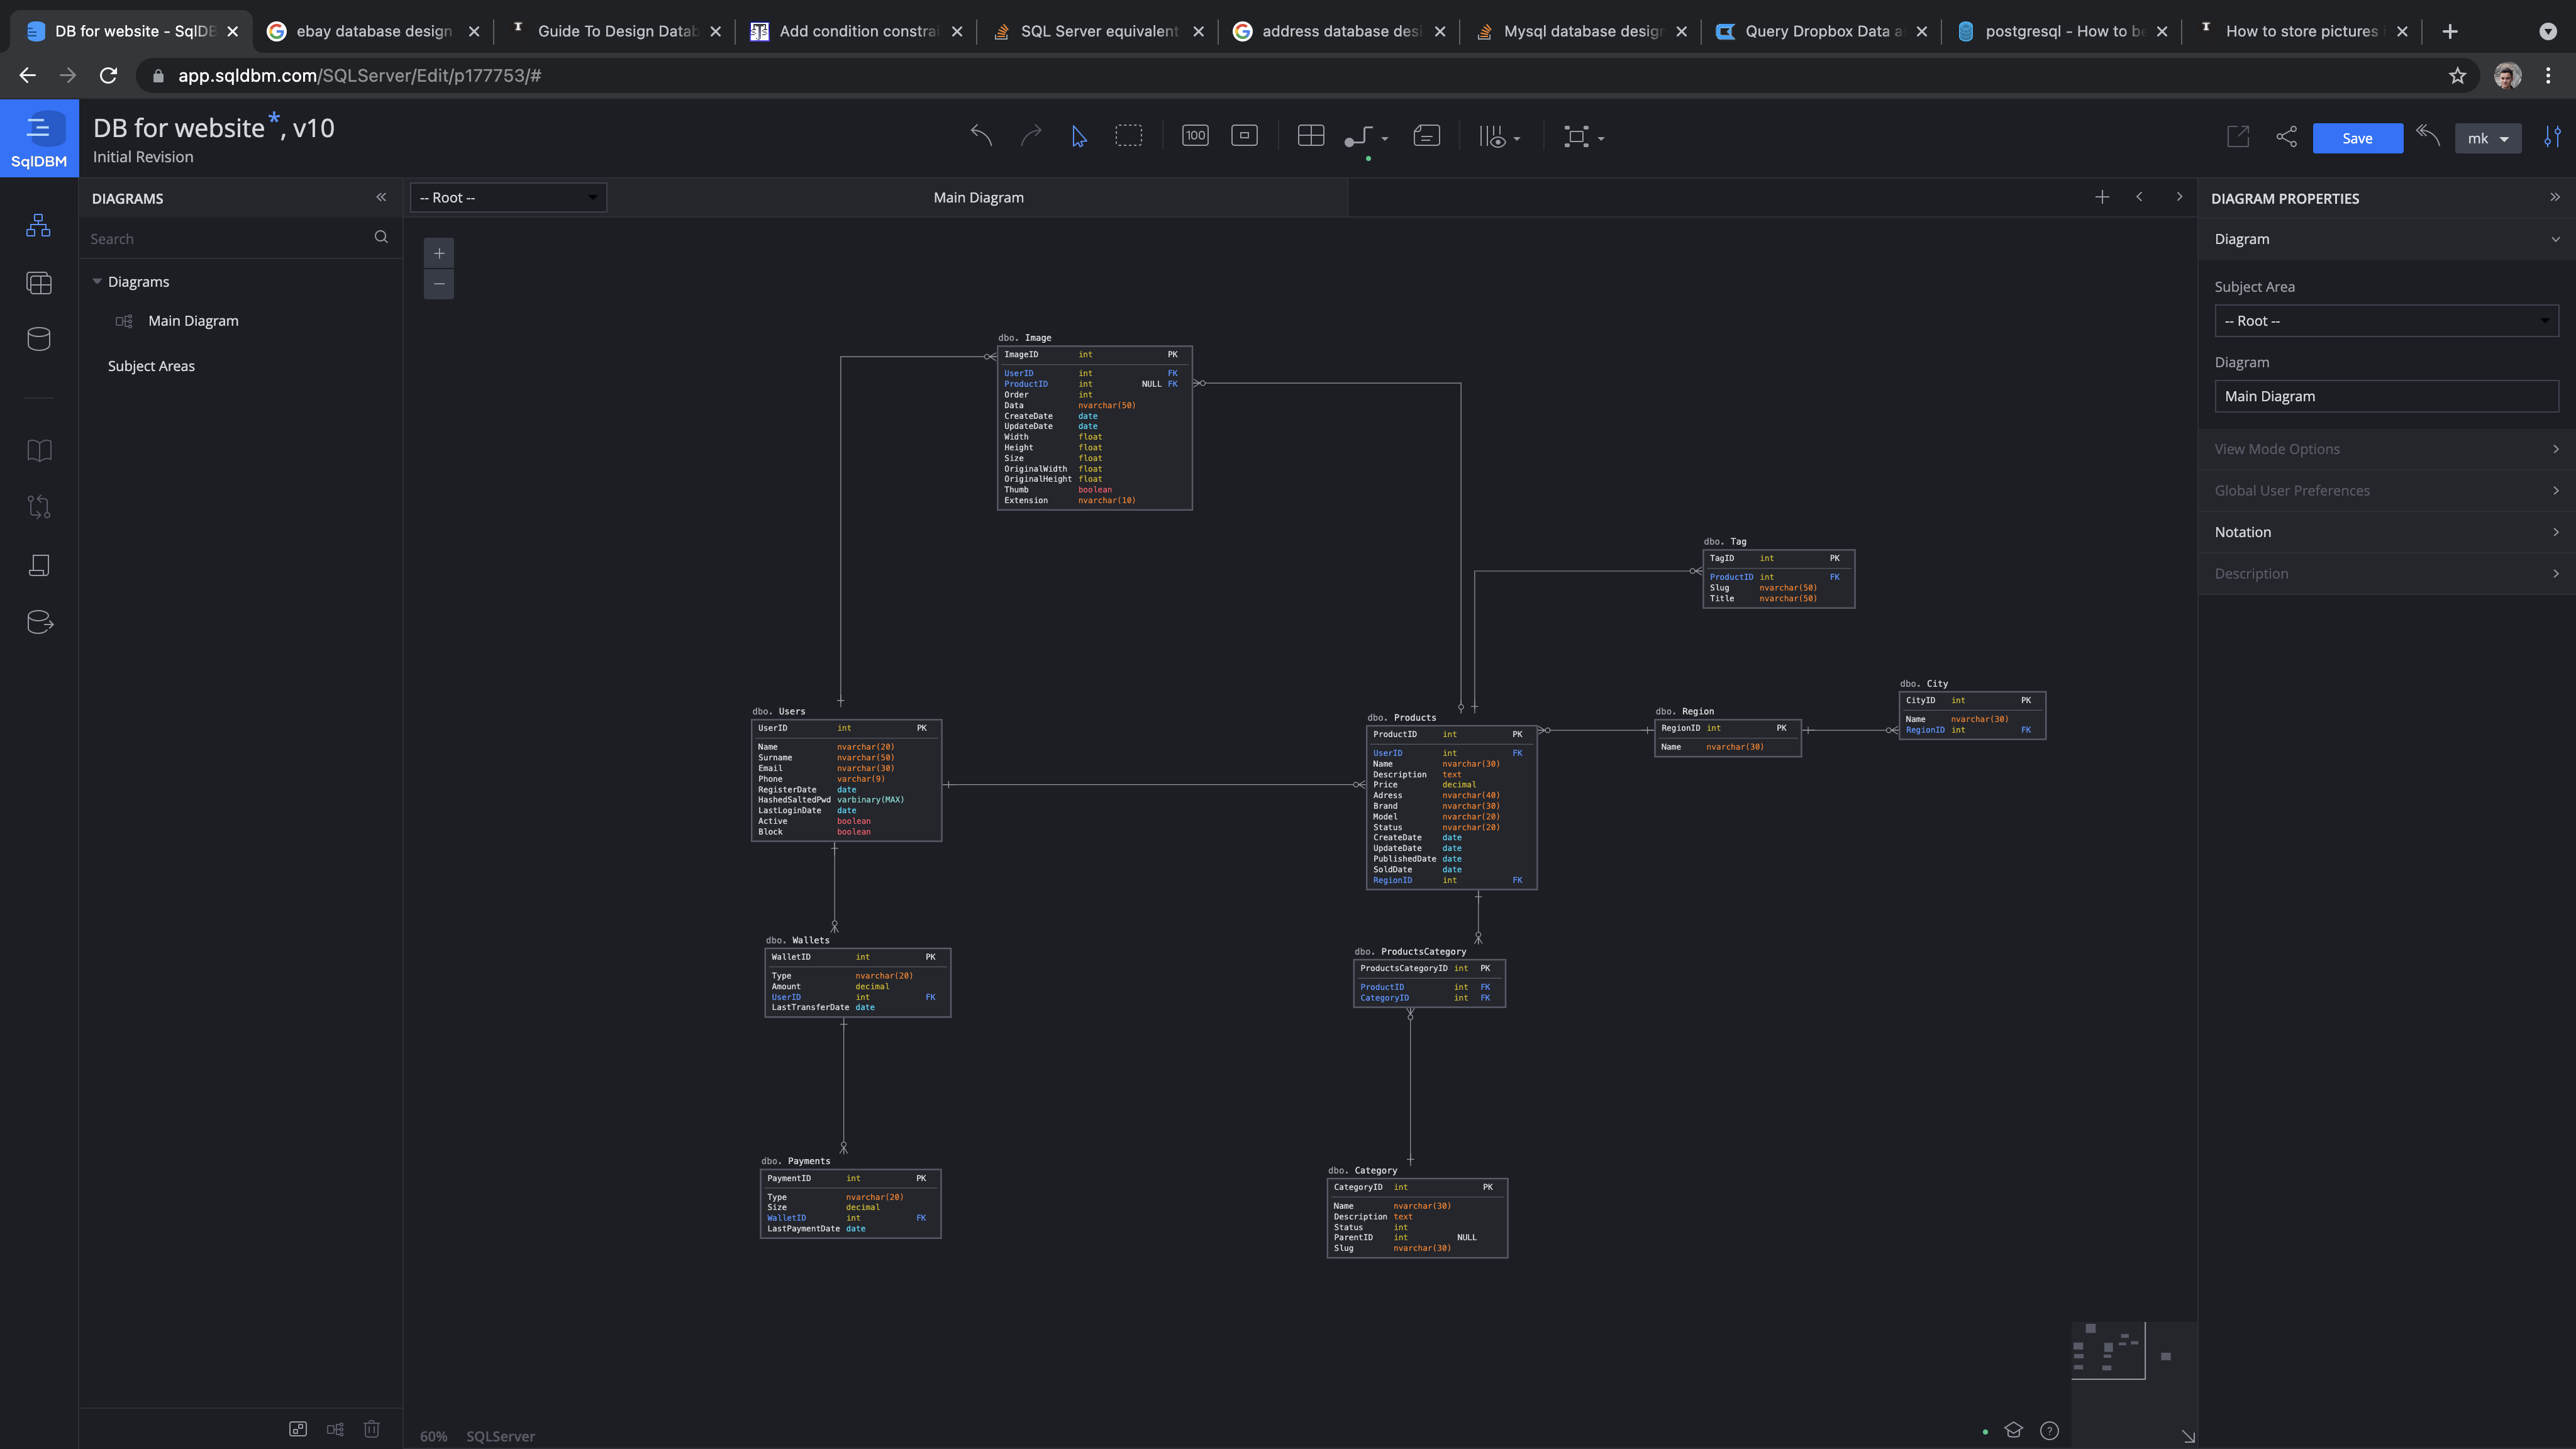 DB for website - SqlDB
ebay database design
Guide To Design Datab
Add condition constrai
SQL Server equivalent
address database desi
Mysql database design
Query Dropbox Data a
postgresql - How to be
How to store pictures i
app.sqldbm.com/SQLServer/Edit/p177753/#
SqlDBM
DB for website*, v10
Initial Revision
100
Save
mk
DIAGRAMS
-- Root --
Main Diagram
DIAGRAM PROPERTIES
Search
Diagrams
Main Diagram
Subject Areas
Diagram
Subject Area
-- Root --
Diagram
Main Diagram
View Mode Options
Global User Preferences
Notation
Description
dbo. Image
ImageID int PK
UserID int FK
ProductID int NULL FK
Order int
Data nvarchar(50)
CreateDate date
UpdateDate date
Width float
Height float
Size float
OriginalWidth float
OriginalHeight float
Thumb boolean
Extension nvarchar(10)
dbo. Tag
TagID int PK
ProductID int FK
Slug nvarchar(50)
Title nvarchar(50)
dbo. City
CityID int PK
Name nvarchar(30)
RegionID int FK
dbo. Region
RegionID int PK
Name nvarchar(30)
dbo. Users
UserID int PK
Name nvarchar(20)
Surname nvarchar(50)
Email nvarchar(30)
Phone varchar(9)
RegisterDate date
HashedSaltedPwd varbinary(MAX)
LastLoginDate date
Active boolean
Block boolean
dbo. Products
ProductID int PK
UserID int FK
Name nvarchar(30)
Description text
Price decimal
Adress nvarchar(40)
Brand nvarchar(30)
Model nvarchar(20)
Status nvarchar(20)
CreateDate date
UpdateDate date
PublishedDate date
SoldDate date
RegionID int FK
dbo. Wallets
WalletID int PK
Type nvarchar(20)
Amount decimal
UserID int FK
LastTransferDate date
dbo. ProductsCategory
ProductsCategoryID int PK
ProductID int FK
CategoryID int FK
dbo. Payments
PaymentID int PK
Type nvarchar(20)
Size decimal
WalletID int FK
LastPaymentDate date
dbo. Category
CategoryID int PK
Name nvarchar(30)
Description text
Status int
ParentID int NULL
Slug nvarchar(30)
60% SQLServer